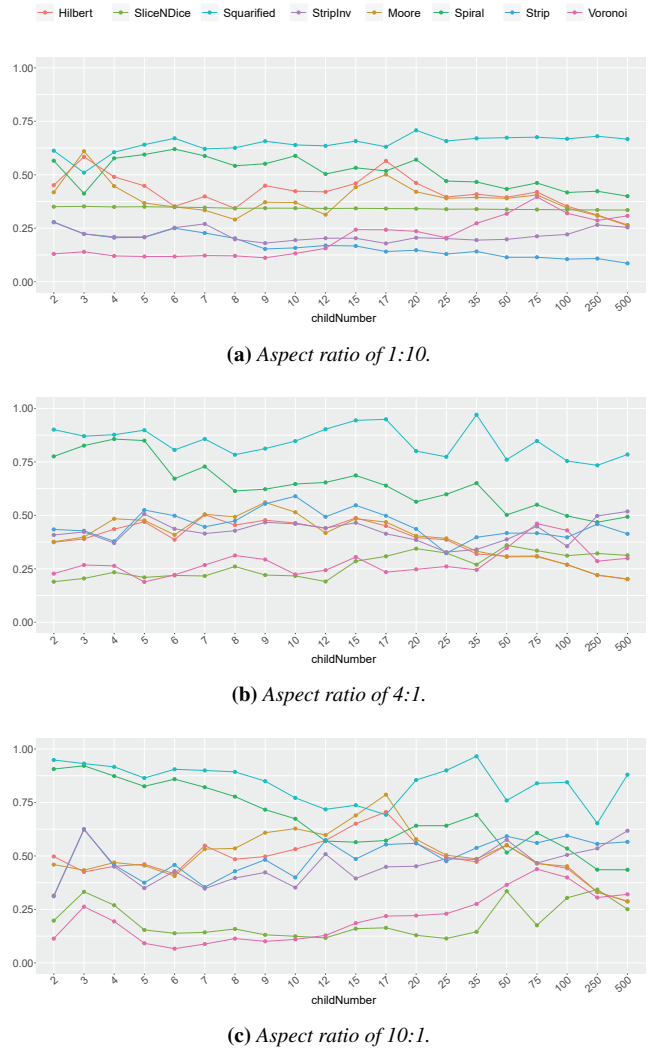 Hilbert SliceNDice Squarified StripInv Moore Spiral Strip Voronoi
1.00
0.75
0.50
0.25
0.00
2 3 4 5 6 7 8 9 10 12 15 17 20 25 35 50 75 100 250 500
childNumber
(a) Aspect ratio of 1:10.
1.00
0.75
0.50
0.25
0.00
2 3 4 5 6 7 8 9 10 12 15 17 20 25 35 50 75 100 250 500
childNumber
(b) Aspect ratio of 4:1.
1.00
0.75
0.50
0.25
0.00
2 3 4 5 6 7 8 9 10 12 15 17 20 25 35 50 75 100 250 500
childNumber
(c) Aspect ratio of 10:1.